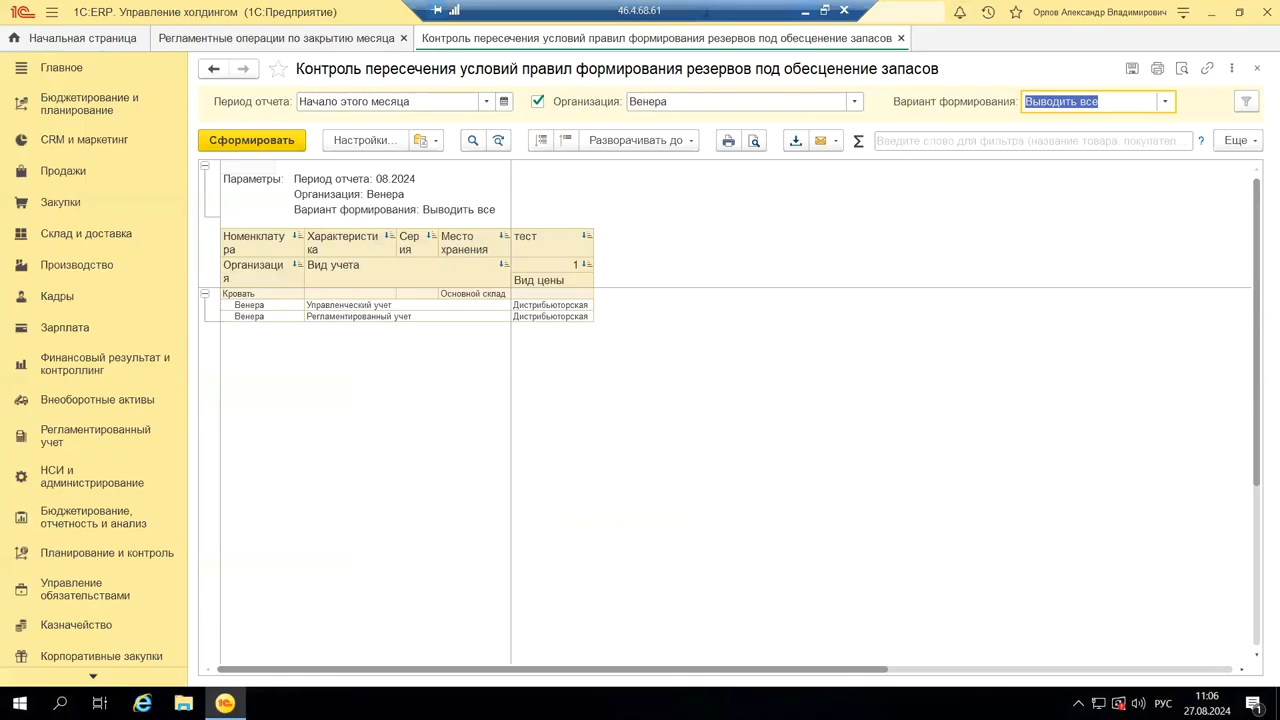 1С:ERP. Управление холдингом (1С:Предприятие)
46.4.68.61
Орлов Александр Владимирович
Начальная страница
Регламентные операции по закрытию месяца
Контроль пересечения условий правил формирования резервов под обесценение запасов
Главное
Бюджетирование и
планирование
CRM и маркетинг
Продажи
Закупки
Склад и доставка
Производство
Кадры
Зарплата
Финансовый результат и
контроллинг
Внеоборотные активы
Регламентированный
учет
НСИ и
администрирование
Бюджетирование,
отчетность и анализ
Планирование и контроль
Управление
обязательствами
Казначейство
Корпоративные закупки
Контроль пересечения условий правил формирования резервов под обесценение запасов
Период отчета: Начало этого месяца
Организация: Венера
Вариант формирования: Выводить все
Сформировать
Настройки...
Разворачивать до
Введите слово для фильтра (название товара, покупател...
?
Еще
Параметры: Период отчета: 08.2024
Организация: Венера
Вариант формирования: Выводить все
Номенклату Характеристи Сер Место тест
ра ка ия хранения
Организаци Вид учета 1
я Вид цены
Кровать Основной склад
Венера Управленческий учет Дистрибьюторская
Венера Регламентированный учет Дистрибьюторская
РУС
11:06
27.08.2024
1